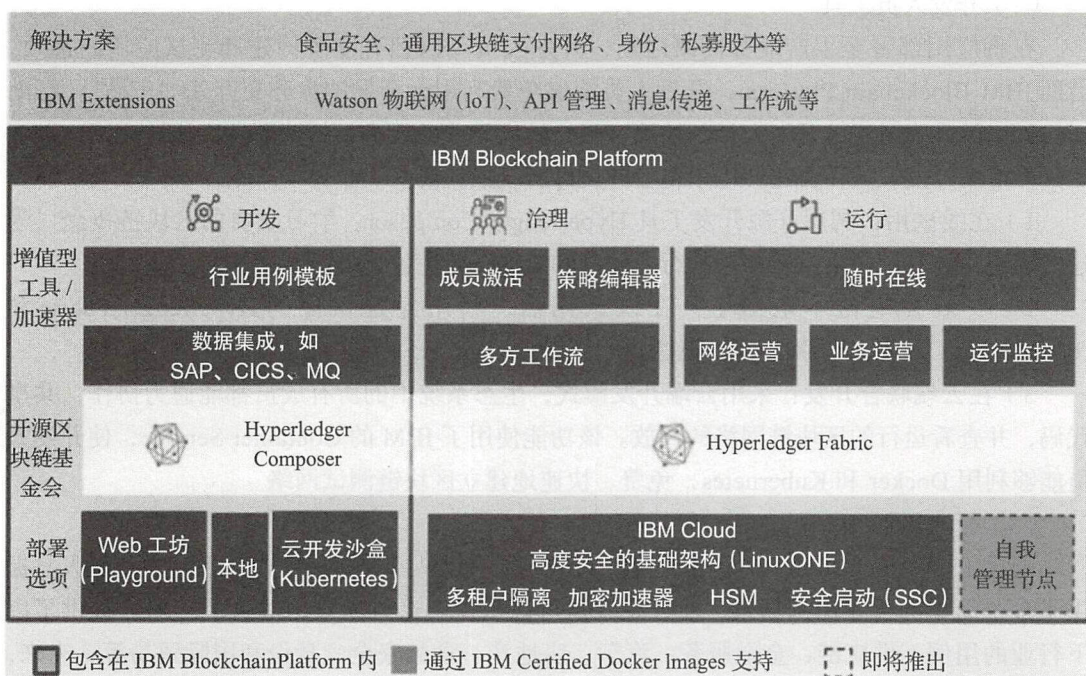 解决方案 食品安全、通用区块链支付网络、身份、私募股本等
IBM Extensions Watson 物联网（IoT）、API 管理、消息传递、工作流等
IBM Blockchain Platform
开发 治理 运行
增值型
工具 /
加速器
行业用例模板
数据集成，如
SAP、CICS、MQ
成员激活 策略编辑器
多方工作流
随时在线
网络运营 业务运营 运行监控
开源区
块链基
金会
Hyperledger
Composer
Hyperledger Fabric
部署
选项
Web 工坊
(Playground)
本地
云开发沙盒
(Kubernetes)
IBM Cloud
高度安全的基础架构（LinuxONE）
多租户隔离 加密加速器 HSM 安全启动（SSC）
自我
管理节点
包含在 IBM BlockchainPlatform 内 通过 IBM Certified Docker Images 支持 即将推出